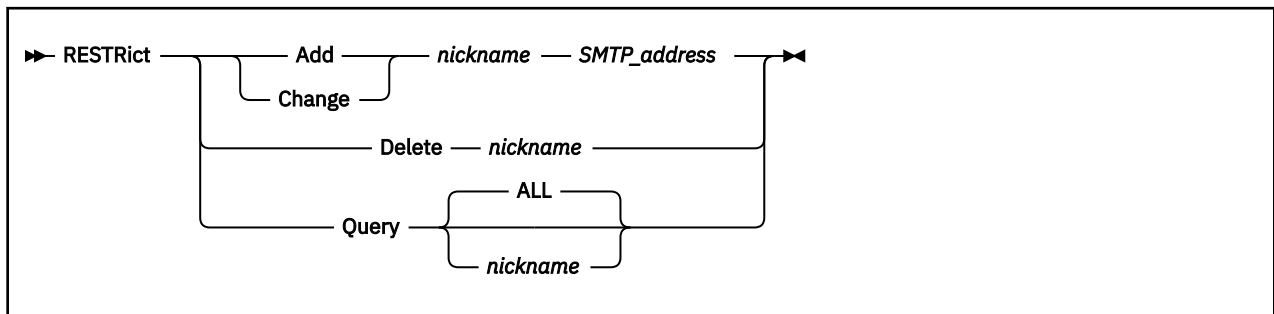 RESTRict Add nickname SMTP_address
Change
Delete nickname
ALL
Query
nickname